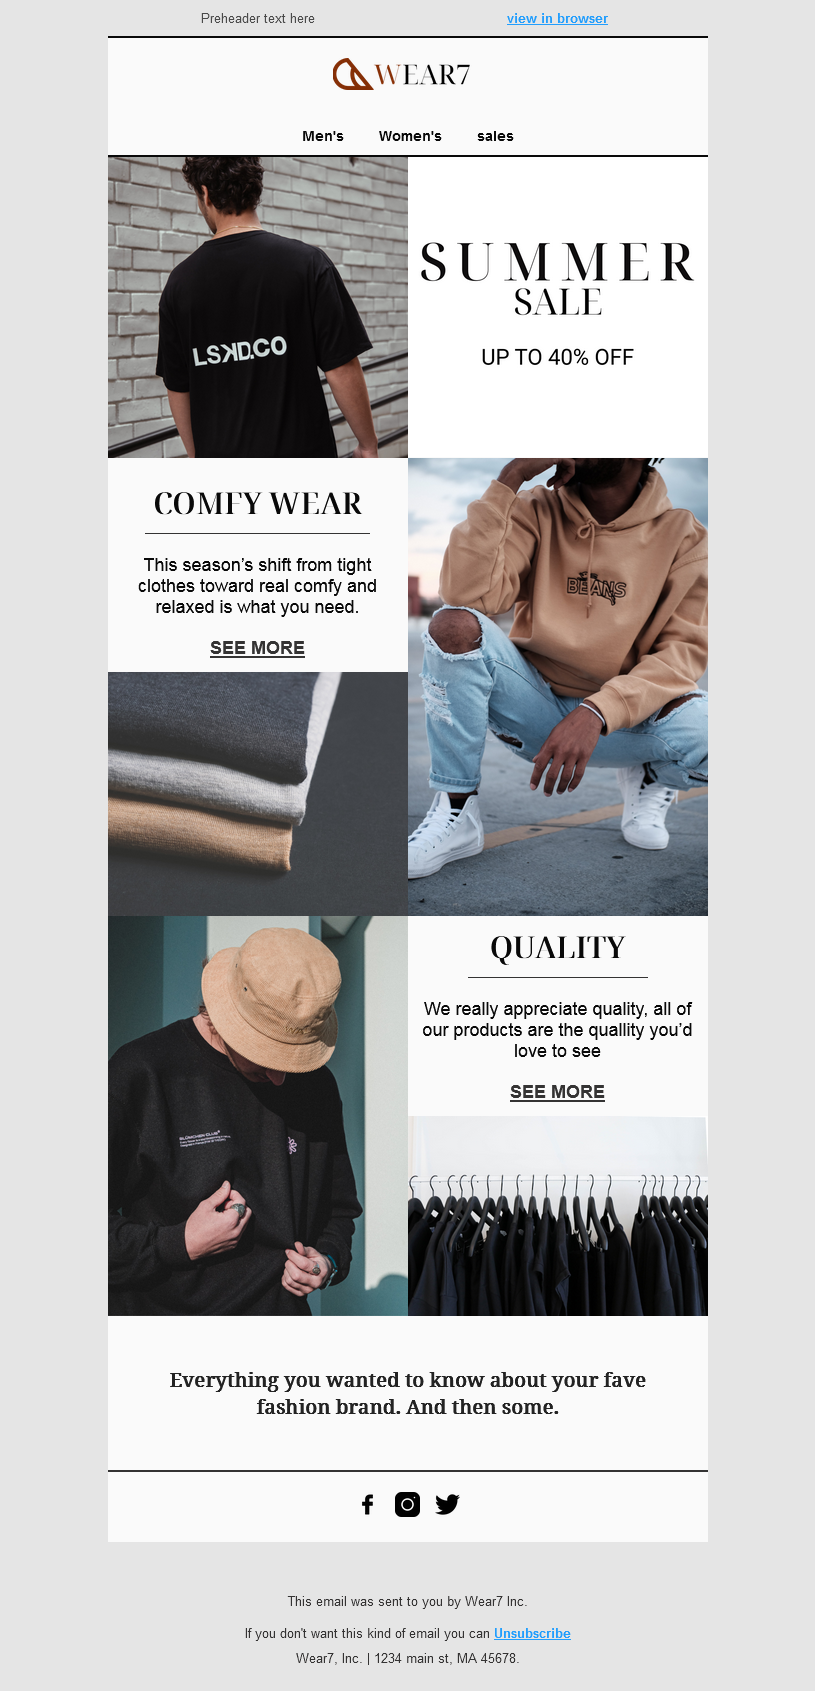 Preheader text here
view in browser
WEAR7
Men's Women's sales
LSKD.CO
SUMMER
SALE
UP TO 40% OFF
COMFY WEAR
This season’s shift from tight
clothes toward real comfy and
relaxed is what you need.
SEE MORE
BEANS
QUALITY
We really appreciate quality, all of
our products are the quallity you’d
love to see
SEE MORE
Everything you wanted to know about your fave
fashion brand. And then some.
This email was sent to you by Wear7 Inc.
If you don't want this kind of email you can Unsubscribe
Wear7, Inc. | 1234 main st, MA 45678.